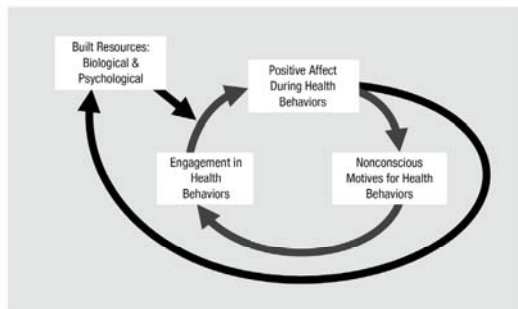 Built Resources:
Biological &
Psychological
Positive Affect
During Health
Behaviors
Engagement in
Health
Behaviors
Nonconscious
Motives for Health
Behaviors